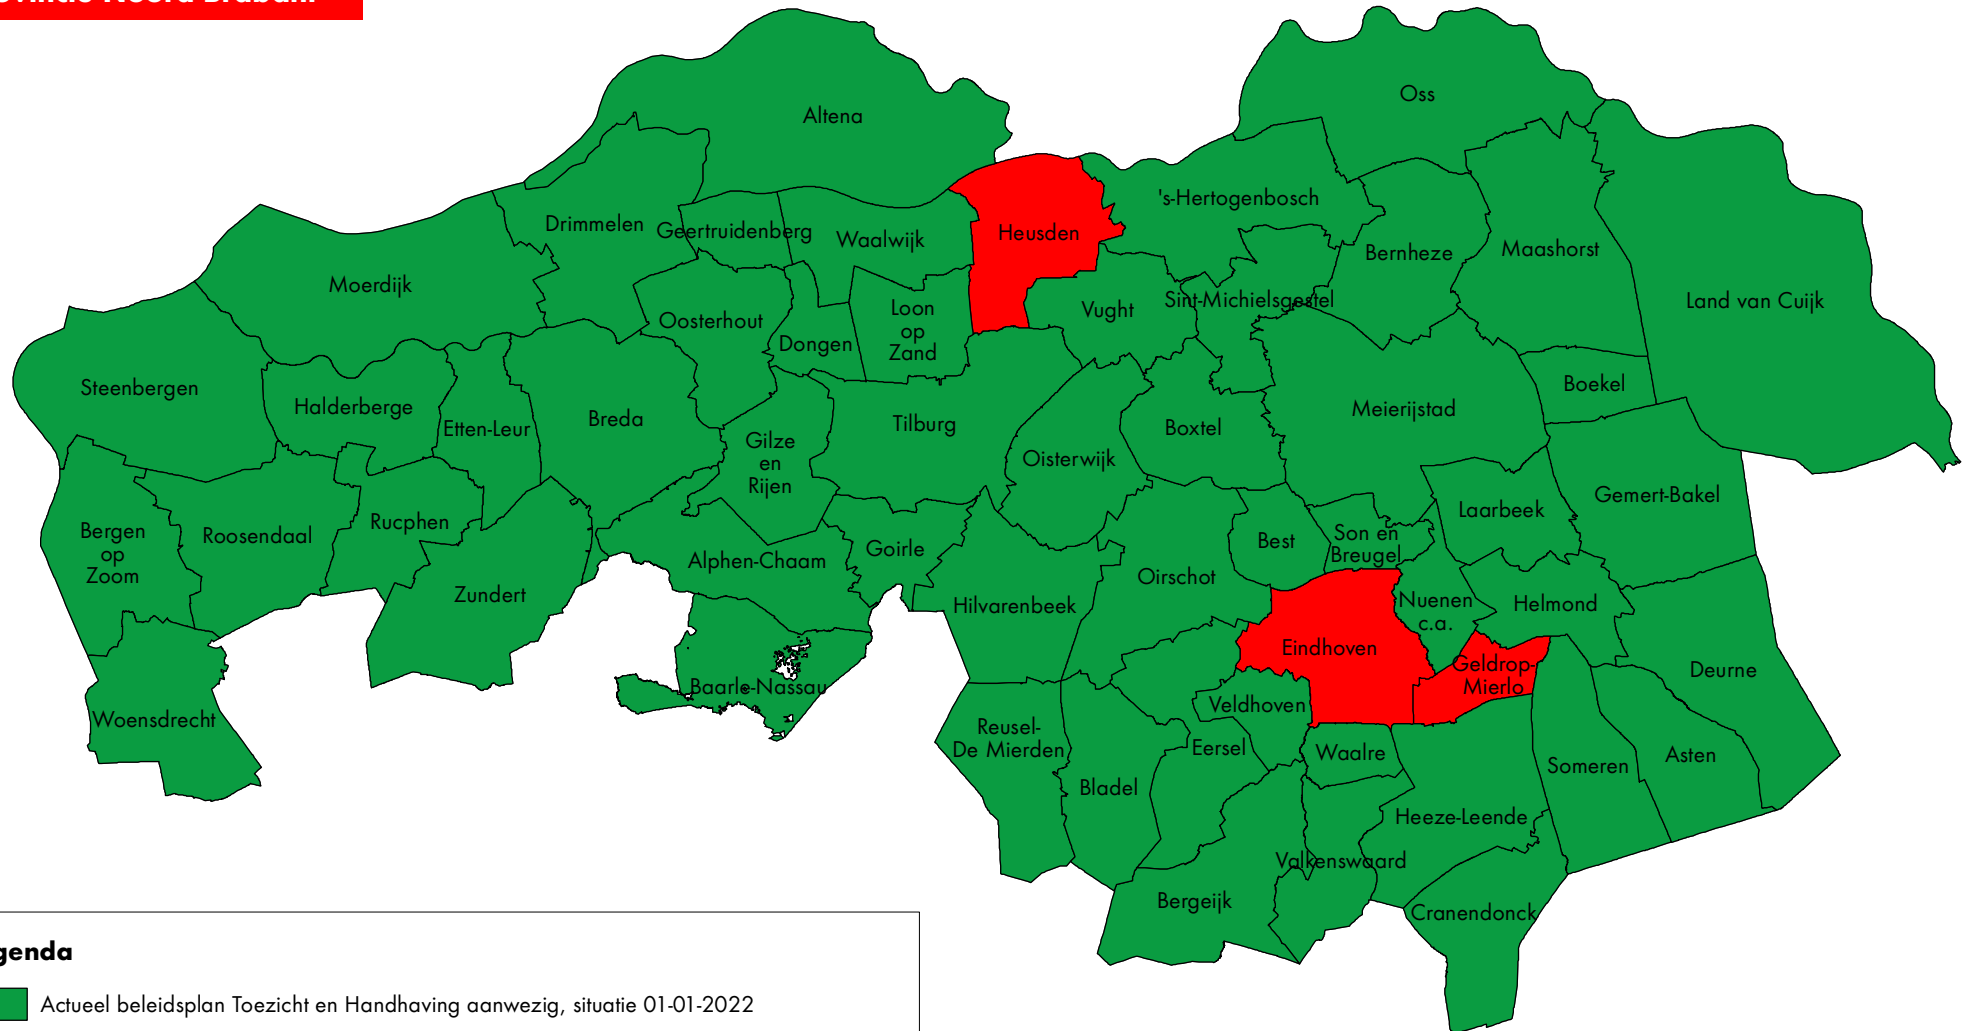 Altena
Oss
Drimmelen
Geertruidenberg
Waalwijk
Heusden
's-Hertogenbosch
Bernheze
Maashorst
Land van Cuijk
Moerdijk
Oosterhout
Dongen
Loon
op
Zand
Vught
Sint-Michielsgestel
Steenbergen
Halderberge
Etten-Leur
Breda
Gilze
en
Rijen
Tilburg
Oisterwijk
Boxtel
Meierijstad
Boekel
Gemert-Bakel
Laarbeek
Bergen
op
Zoom
Roosendaal
Rucphen
Zundert
Alphen-Chaam
Goirle
Hilvarenbeek
Oirschot
Best
Son en
Breugel
Nuenen
c.a.
Helmond
Eindhoven
Geldrop-
Mierlo
Deurne
Woensdrecht
Baarle-Nassau
Reusel-
De Mierden
Bladel
Eersel
Veldhoven
Waalre
Someren
Asten
Heeze-Leende
Valkenswaard
Bergeijk
Cranendonck
genda
Actueel beleidsplan Toezicht en Handhaving aanwezig, situatie 01-01-2022